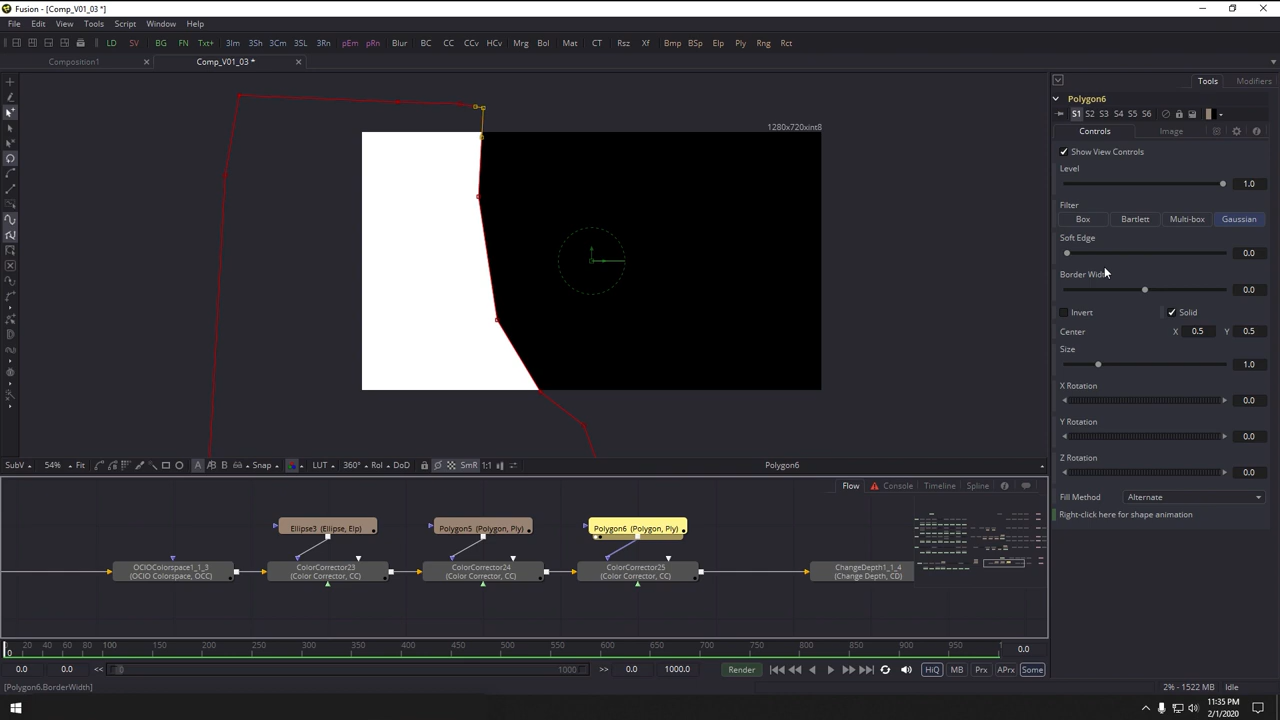 Fusion - [Comp_V01_03 *]
File Edit View Tools Script Window Help
LD SV BG FN Txt+ 3Im 3Sh 3Cm 3SL 3Rn pEm pRn Blur BC CC CCv HCv Mrg Bol Mat CT Rsz Xf Bmp BSp Elp Ply Rng Rct
Composition1 Comp_V01_03 *
Tools Modifiers
Polygon6
S1 S2 S3 S4 S5 S6
1280x720xint8
Controls Image
Show View Controls
Level
1.0
Filter
Box Bartlett Multi-box Gaussian
Soft Edge
0.0
Border Width
0.0
Invert Solid
Center X 0.5 Y 0.5
Size
1.0
X Rotation
0.0
Y Rotation
0.0
Z Rotation
0.0
Fill Method Alternate
Right-click here for shape animation
SubV 54% Fit A B Snap LUT 360° RoI DoD SmR 1:1 Polygon6
Flow Console Timeline Spline
Ellipse3 (Ellipse, Elp) Polygon5 (Polygon, Ply) Polygon6 (Polygon, Ply)
OCIOColorspace1_1_3 ColorCorrector23 ColorCorrector24 ColorCorrector25 ChangeDepth1_1_4
(OCIO Colorspace, OCC) (Color Corrector, CC) (Color Corrector, CC) (Color Corrector, CC) (Change Depth, CD)
0 20 40 60 80 100 150 200 250 300 350 400 450 500 550 600 650 700 750 800 850 900 950 0.0
0.0 0.0 << 1000 >> 0.0 1000.0 Render HiQ MB Prx APrx Some
[Polygon6.BorderWidth] 2% - 1522 MB Idle
11:35 PM
2/1/2020